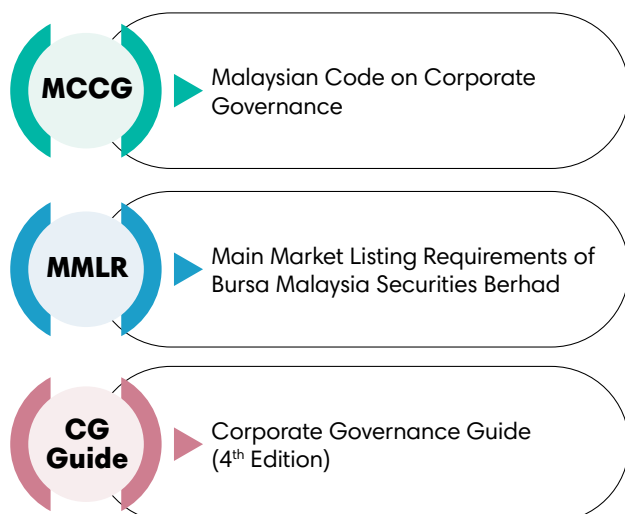 MCCG
Malaysian Code on Corporate
Governance
MMLR
Main Market Listing Requirements of
Bursa Malaysia Securities Berhad
CG
Guide
Corporate Governance Guide
(4th Edition)